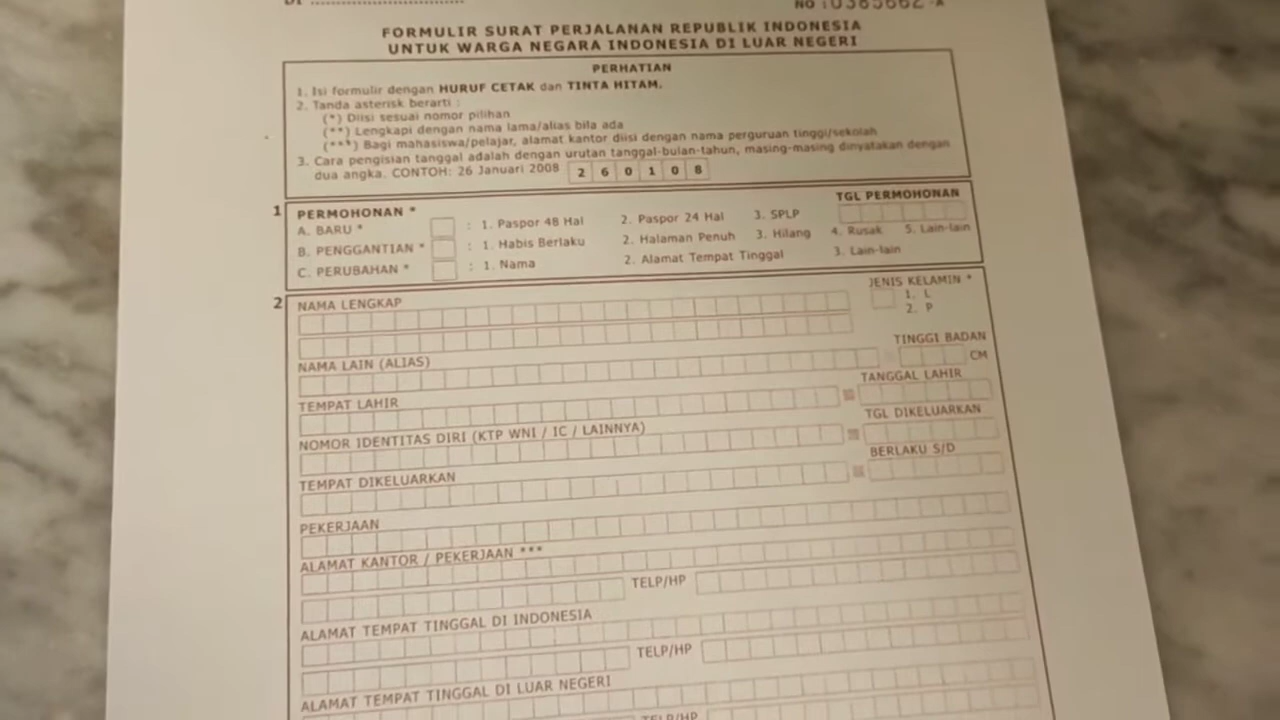 DI ..............................
NO : 0385662 -A
FORMULIR SURAT PERJALANAN REPUBLIK INDONESIA
UNTUK WARGA NEGARA INDONESIA DI LUAR NEGERI
PERHATIAN
1. Isi formulir dengan HURUF CETAK dan TINTA HITAM.
2. Tanda asterisk berarti :
(*) Diisi sesuai nomor pilihan
(**) Lengkapi dengan nama lama/alias bila ada
(***) Bagi mahasiswa/pelajar, alamat kantor diisi dengan nama perguruan tinggi/sekolah
3. Cara pengisian tanggal adalah dengan urutan tanggal-bulan-tahun, masing-masing dinyatakan dengan
dua angka. CONTOH: 26 Januari 2008 2 6 0 1 0 8
1 PERMOHONAN * TGL PERMOHONAN
A. BARU * : 1. Paspor 48 Hal 2. Paspor 24 Hal 3. SPLP
B. PENGGANTIAN * : 1. Habis Berlaku 2. Halaman Penuh 3. Hilang 4. Rusak 5. Lain-lain
C. PERUBAHAN * : 1. Nama 2. Alamat Tempat Tinggal 3. Lain-lain
2 NAMA LENGKAP JENIS KELAMIN *
1. L
2. P
NAMA LAIN (ALIAS) TINGGI BADAN
CM
TEMPAT LAHIR TANGGAL LAHIR
NOMOR IDENTITAS DIRI (KTP WNI / IC / LAINNYA) TGL DIKELUARKAN
TEMPAT DIKELUARKAN BERLAKU S/D
PEKERJAAN
ALAMAT KANTOR / PEKERJAAN ***
TELP/HP
ALAMAT TEMPAT TINGGAL DI INDONESIA
TELP/HP
ALAMAT TEMPAT TINGGAL DI LUAR NEGERI
TELP/HP